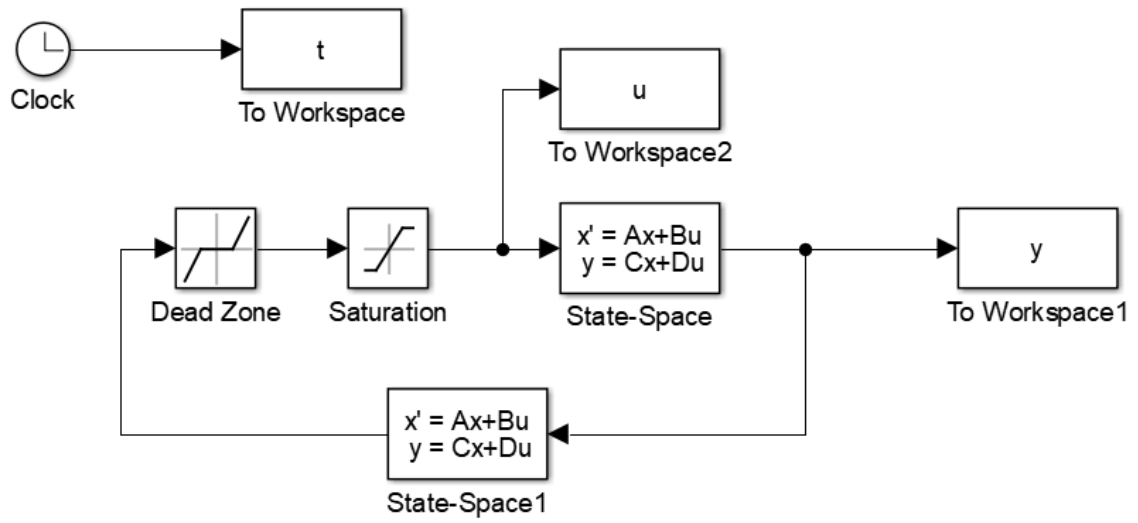 t
Clock
To Workspace
u
To Workspace2
x' = Ax+Bu
y = Cx+Du
y
Dead Zone
Saturation
State-Space
To Workspace1
x' = Ax+Bu
y = Cx+Du
State-Space1